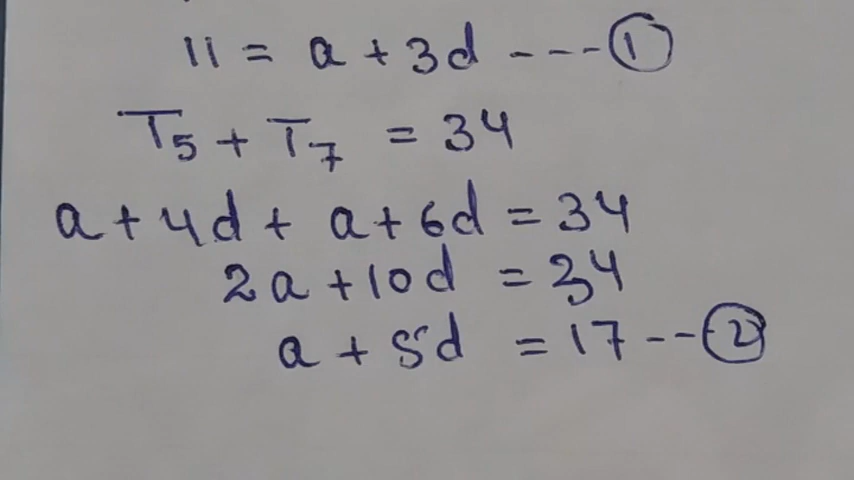 11 = a + 3d ---- ①
T₅ + T₇ = 34
a + 4d + a + 6d = 34
2a + 10d = 34
a + 5d = 17 --- ②